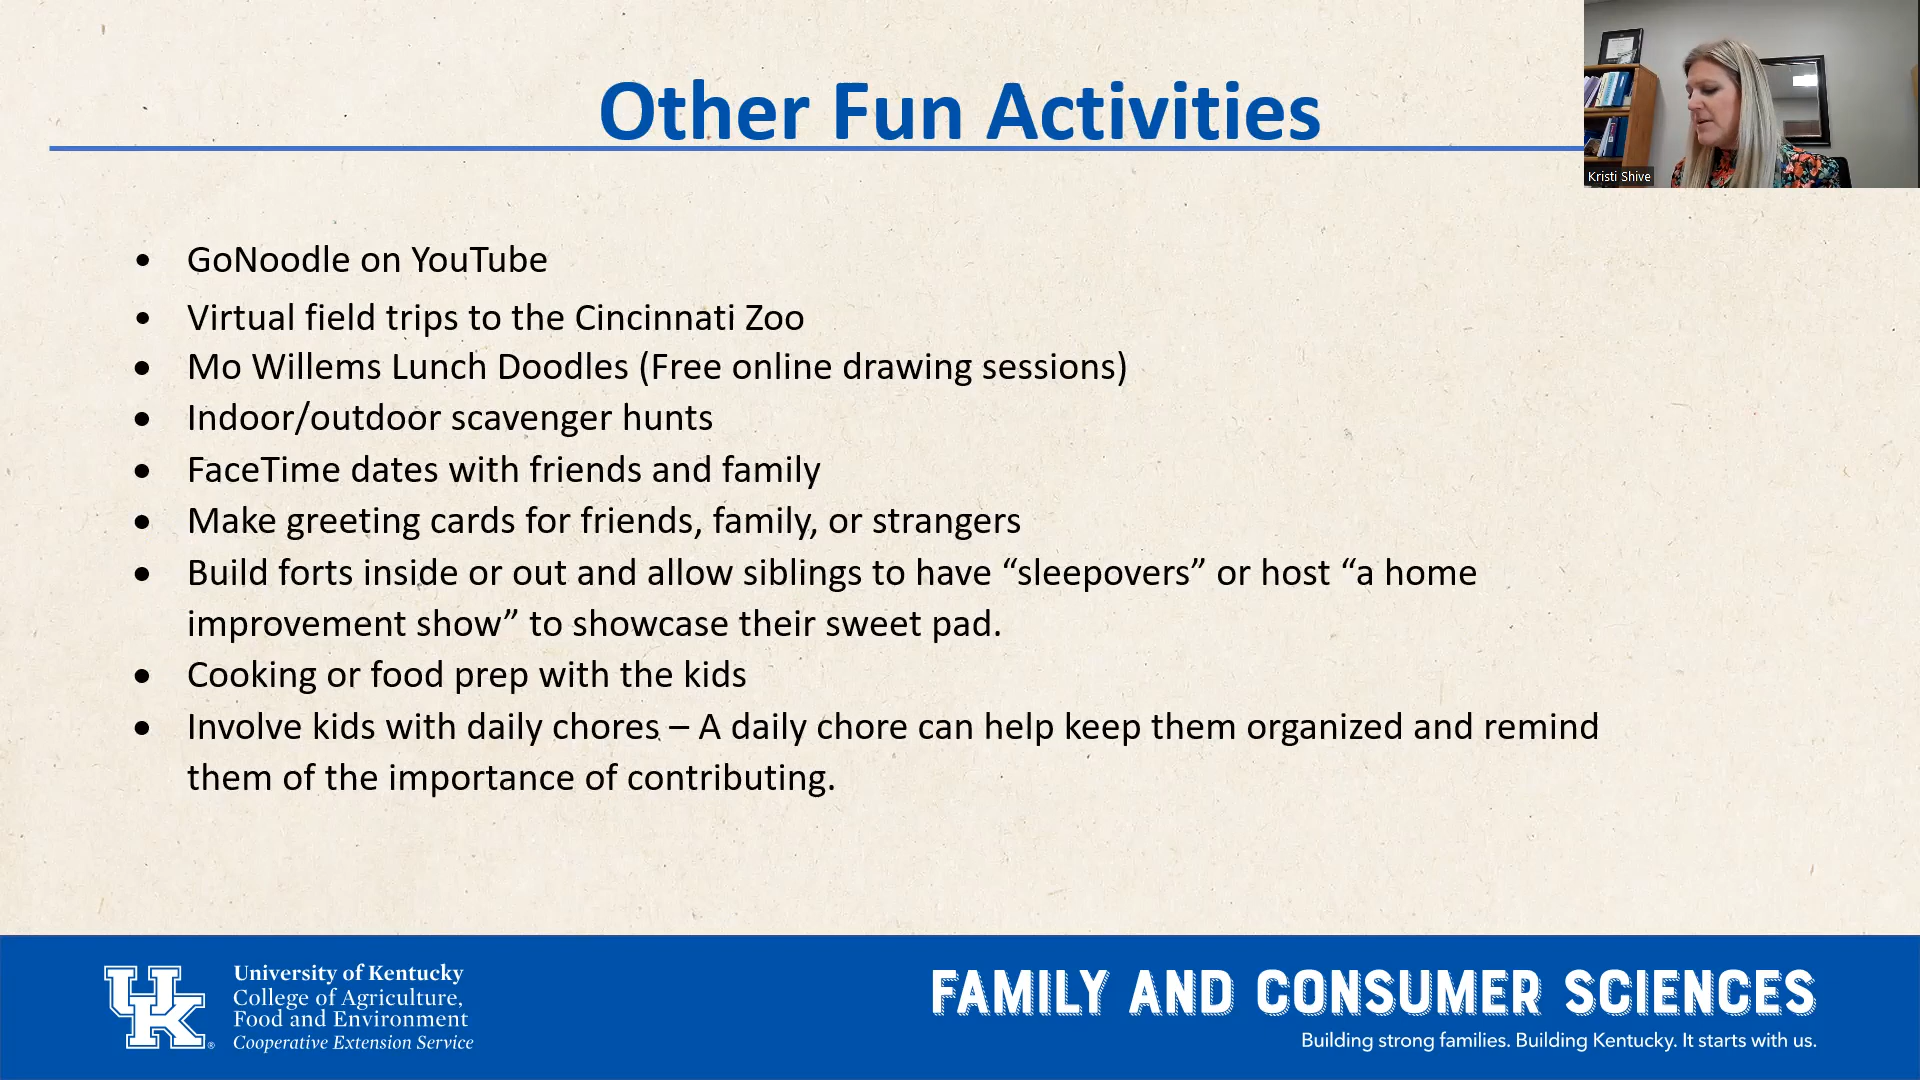 Other Fun Activities
Kristi Shive
• GoNoodle on YouTube
• Virtual field trips to the Cincinnati Zoo
• Mo Willems Lunch Doodles (Free online drawing sessions)
• Indoor/outdoor scavenger hunts
• FaceTime dates with friends and family
• Make greeting cards for friends, family, or strangers
• Build forts inside or out and allow siblings to have “sleepovers” or host “a home
improvement show” to showcase their sweet pad.
• Cooking or food prep with the kids
• Involve kids with daily chores – A daily chore can help keep them organized and remind
them of the importance of contributing.
UK®
University of Kentucky
College of Agriculture,
Food and Environment
Cooperative Extension Service
FAMILY AND CONSUMER SCIENCES
Building strong families. Building Kentucky. It starts with us.